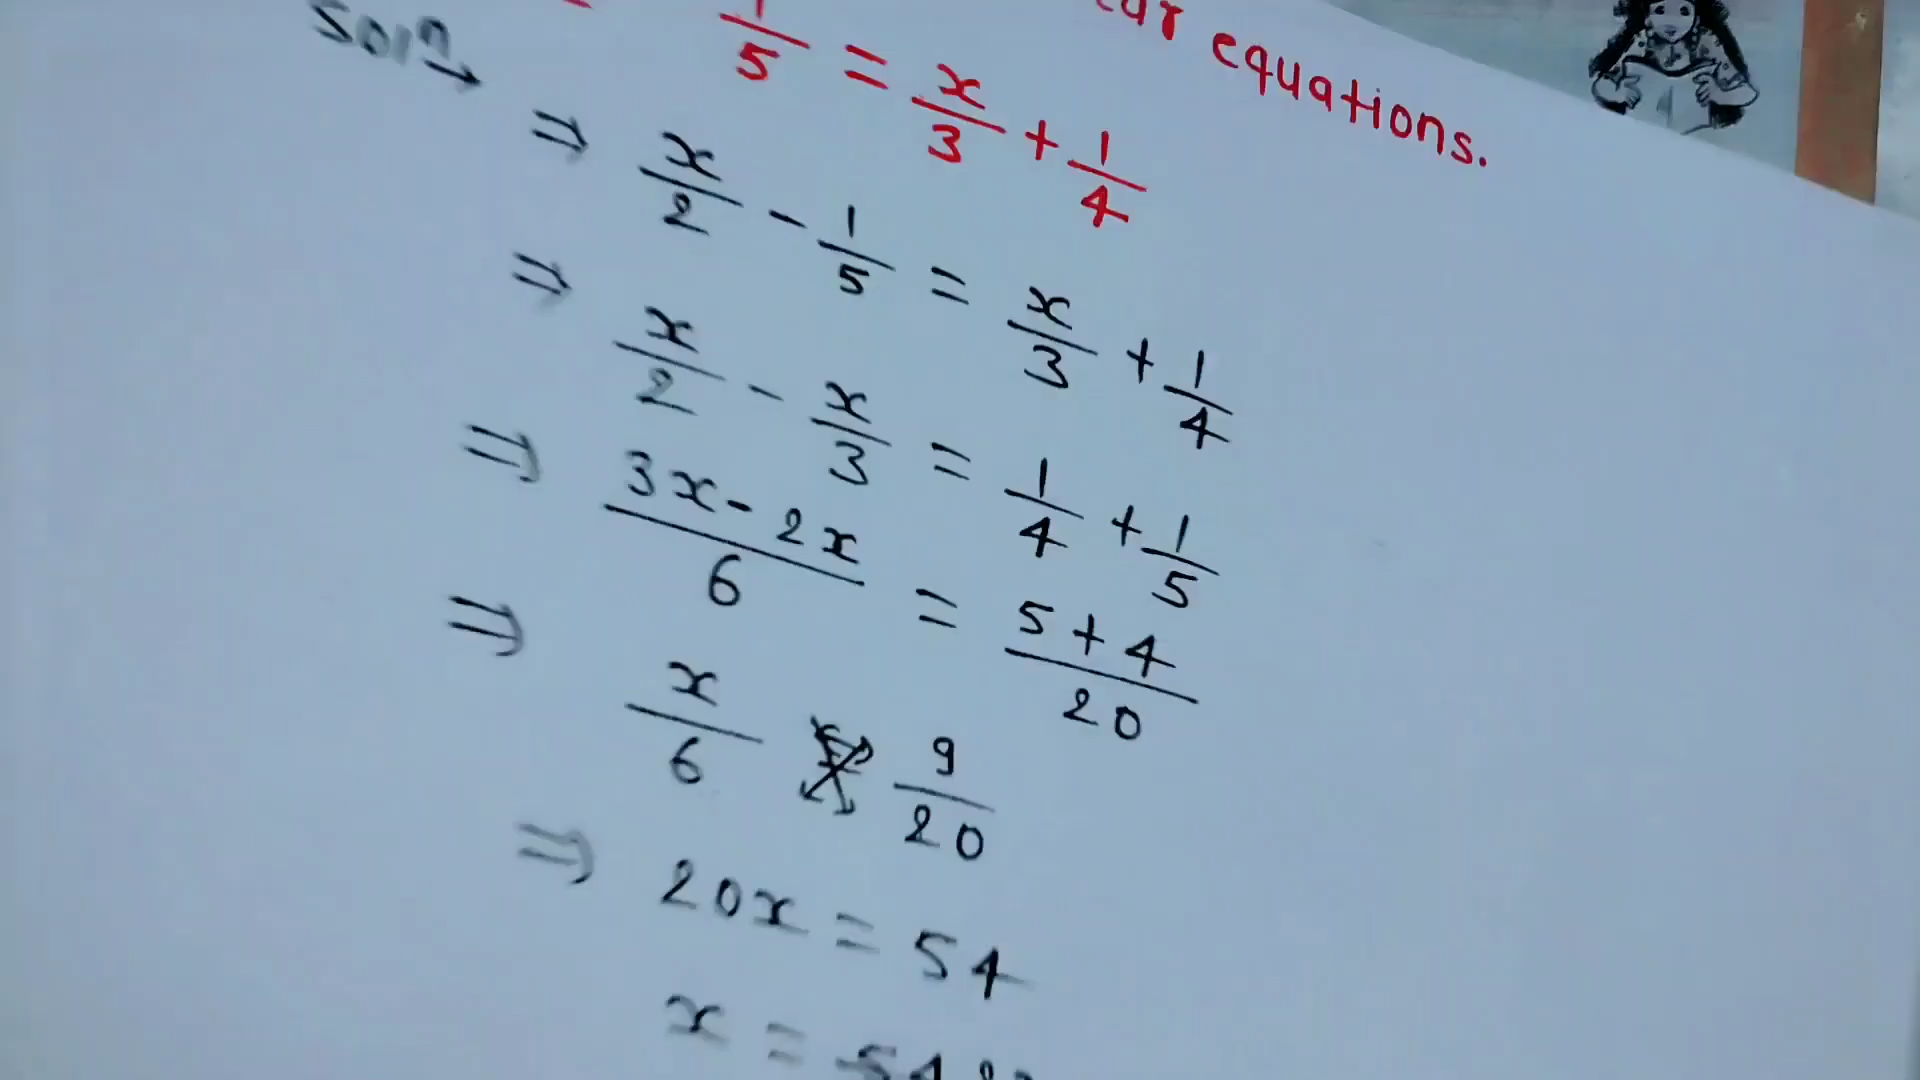 equations.
1/5 = x/3 + 1/4
Soln →
⇒ x/2 - 1/5 = x/3 + 1/4
⇒ x/2 - x/3 = 1/4 + 1/5
⇒ (3x - 2x)/6 = (5 + 4)/20
⇒ x/6 = 9/20
⇒ 20x = 54
x = 54